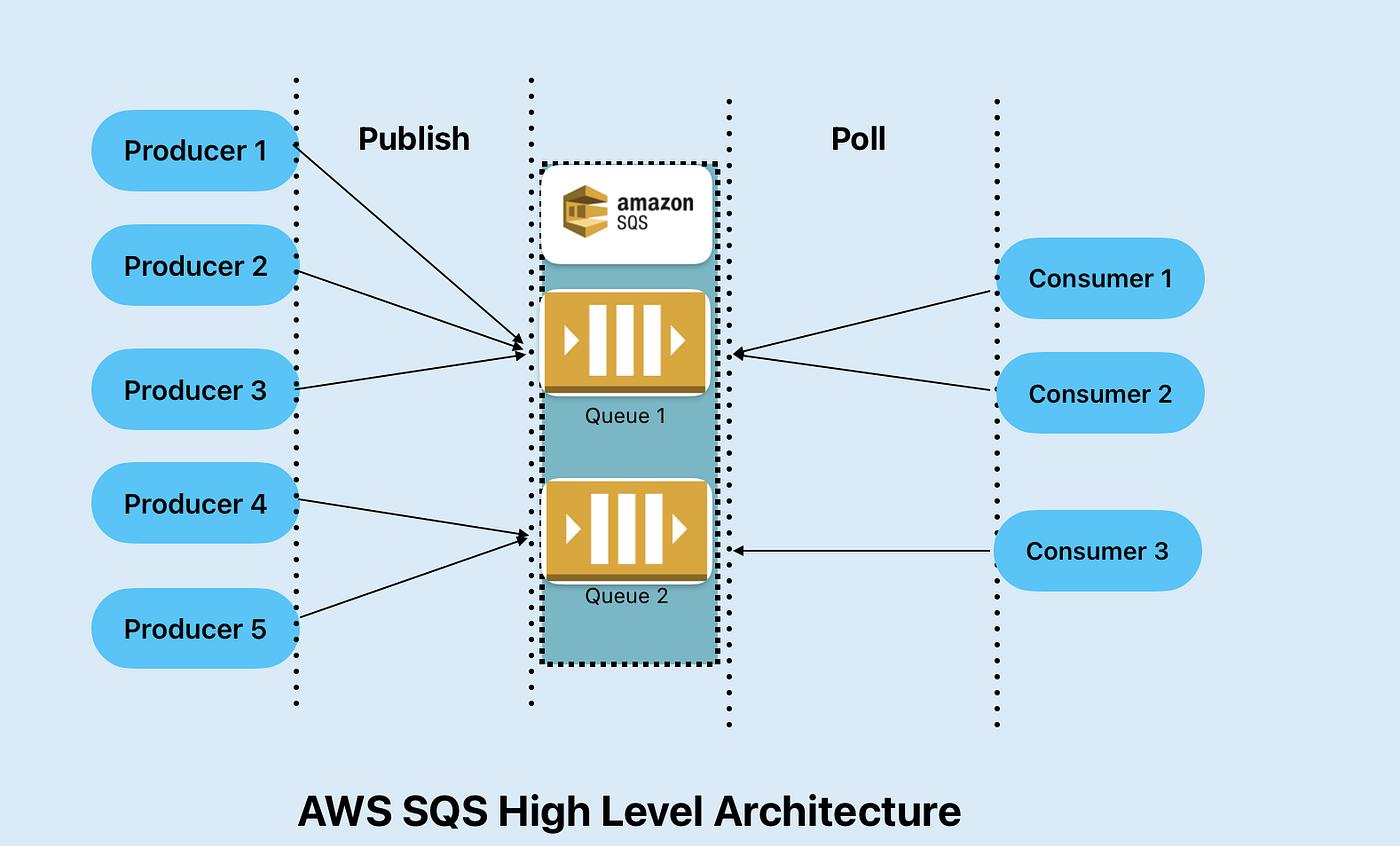 Producer 1
Producer 2
Producer 3
Producer 4
Producer 5
Publish
amazon
SQS
Queue 1
Queue 2
Poll
Consumer 1
Consumer 2
Consumer 3
AWS SQS High Level Architecture